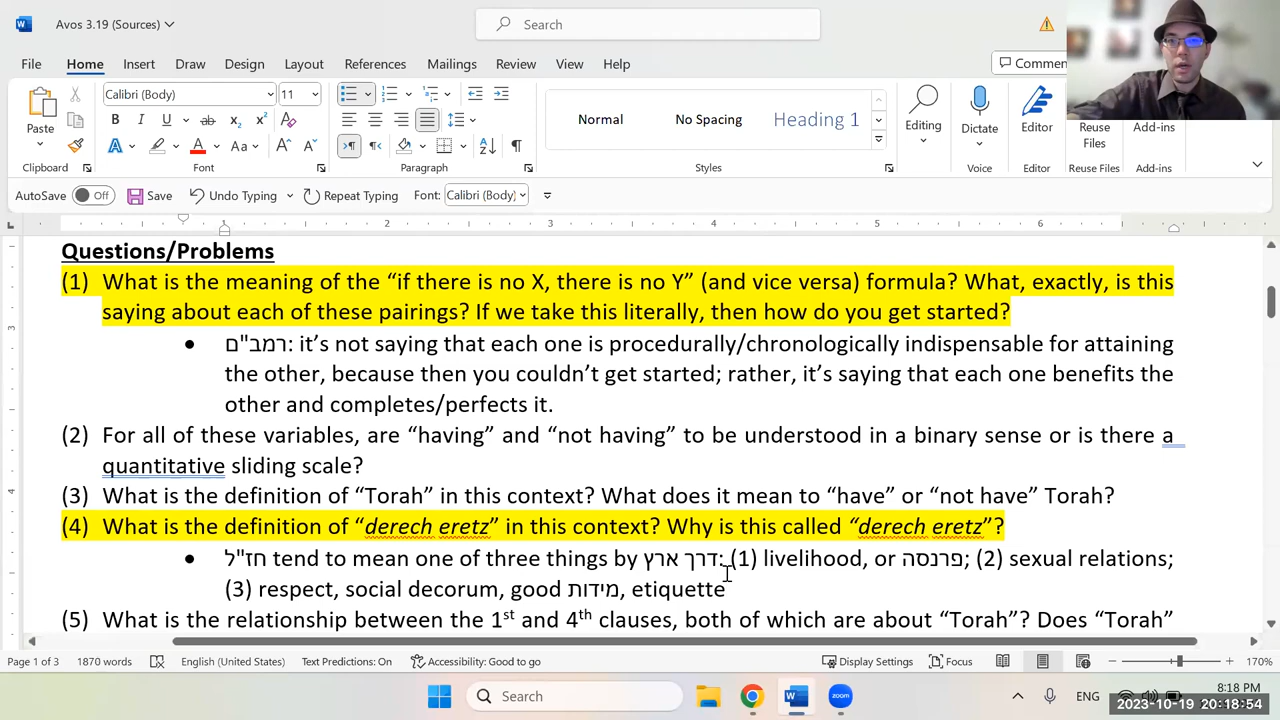 Avos 3.19 (Sources)
Search
File Home Insert Draw Design Layout References Mailings Review View Help
Calibri (Body) 11
Normal No Spacing Heading 1
Paste Editing Dictate Editor Reuse Files Add-ins
Clipboard Font Paragraph Styles Editing Voice Editor Reuse Files Add-ins
AutoSave Off Save Undo Typing Repeat Typing Font: Calibri (Body)
1 2 3 4 5 6
Questions/Problems
(1) What is the meaning of the “if there is no X, there is no Y” (and vice versa) formula? What, exactly, is this
saying about each of these pairings? If we take this literally, then how do you get started?
• רמב"ם: it’s not saying that each one is procedurally/chronologically indispensable for attaining
the other, because then you couldn’t get started; rather, it’s saying that each one benefits the
other and completes/perfects it.
(2) For all of these variables, are “having” and “not having” to be understood in a binary sense or is there a
quantitative sliding scale?
(3) What is the definition of “Torah” in this context? What does it mean to “have” or “not have” Torah?
(4) What is the definition of “derech eretz” in this context? Why is this called “derech eretz”?
• חז"ל tend to mean one of three things by דרך ארץ: (1) livelihood, or פרנסה; (2) sexual relations;
(3) respect, social decorum, good מידות, etiquette
(5) What is the relationship between the 1st and 4th clauses, both of which are about “Torah”? Does “Torah”
Page 1 of 3 1870 words English (United States) Text Predictions: On Accessibility: Good to go Display Settings Focus 170%
Search ENG 8:18 PM
2023-10-19 20:18:54